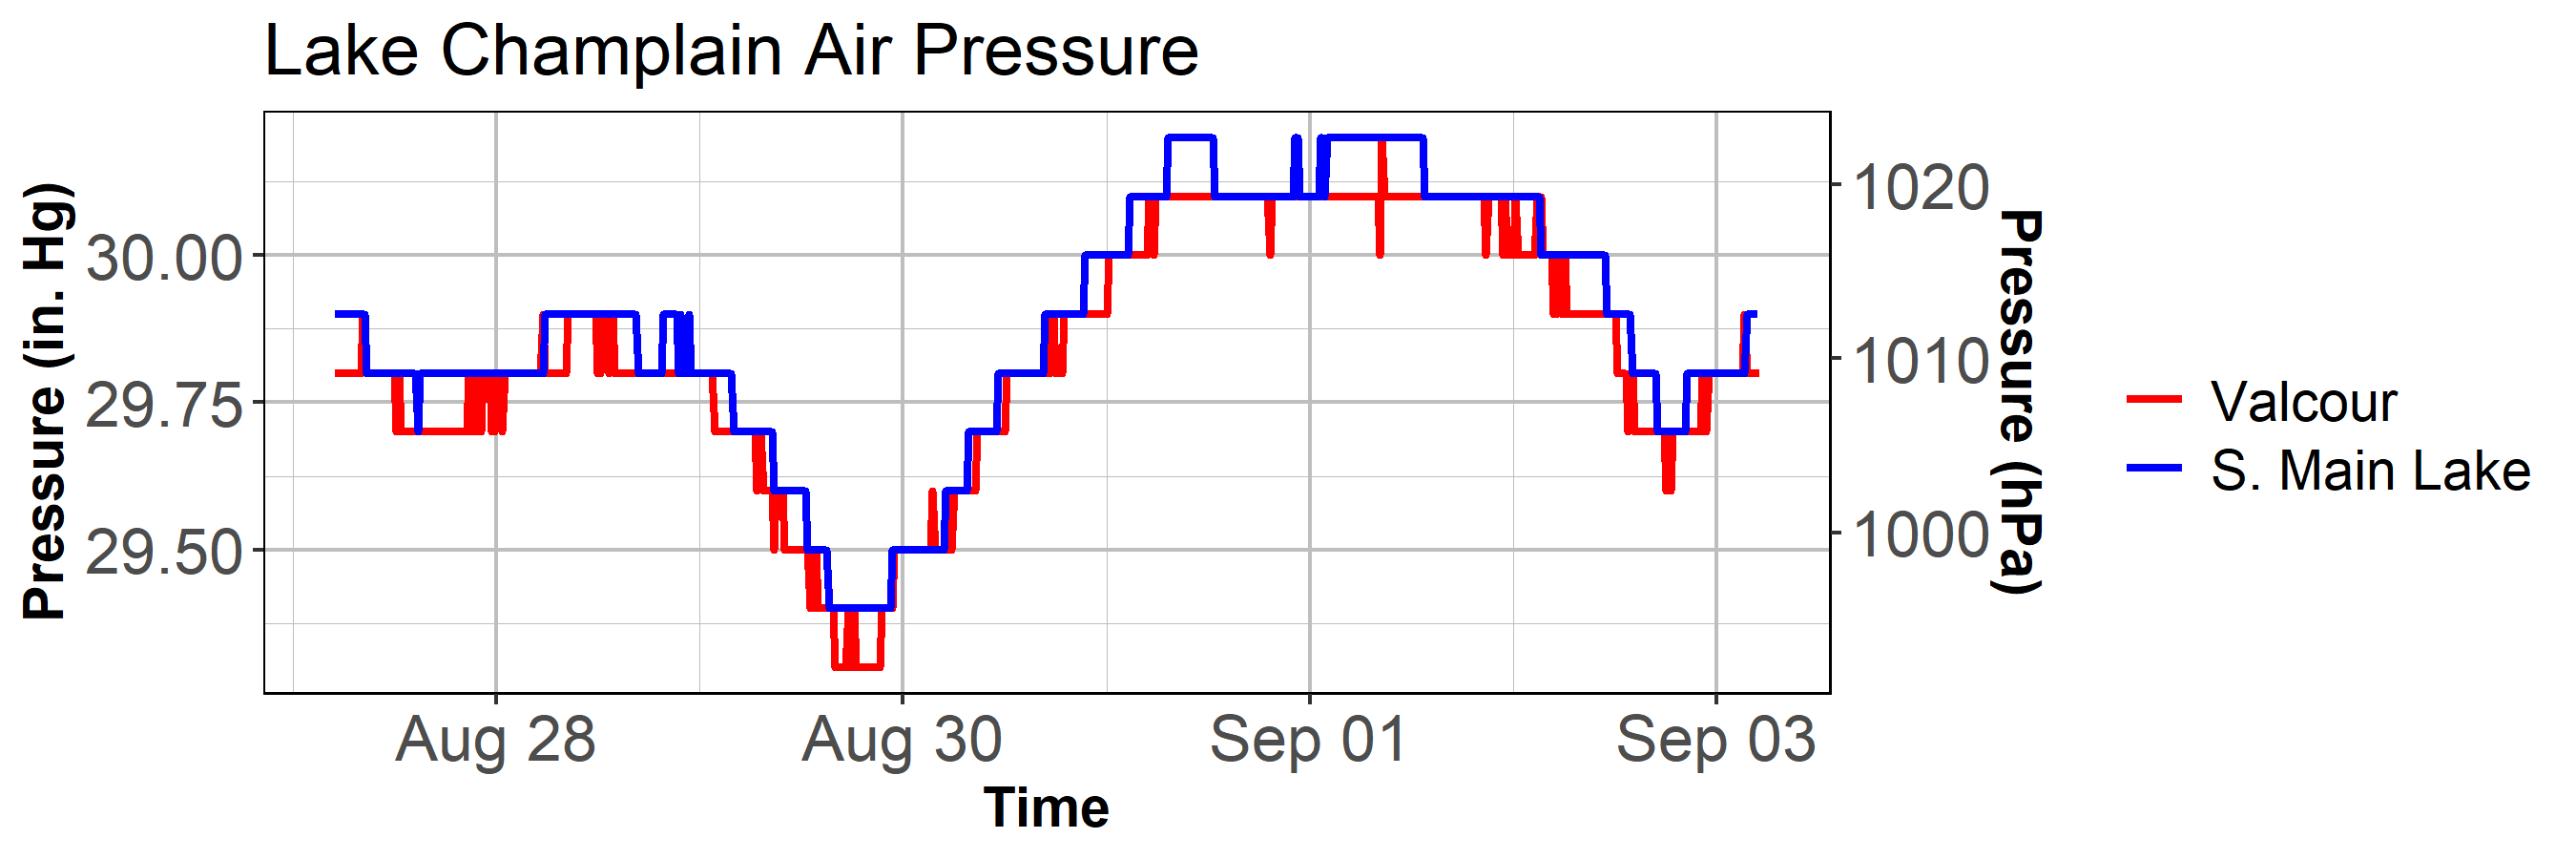 Lake Champlain Air Pressure
Pressure (in. Hg)
30.00
29.75
29.50
1020
1010
1000
Pressure (hPa)
Aug 28
Aug 30
Sep 01
Sep 03
Time
Valcour
S. Main Lake